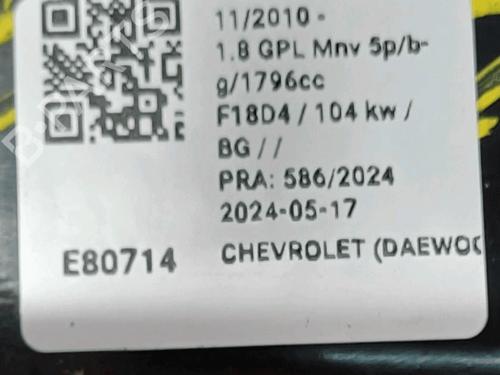 11/2010 -
1.8 GPL Mnv 5p/b-
g/1796cc
F18D4 / 104 kw /
BG / /
PRA: 586/2024
2024-05-17
E80714
CHEVROLET (DAEWOO